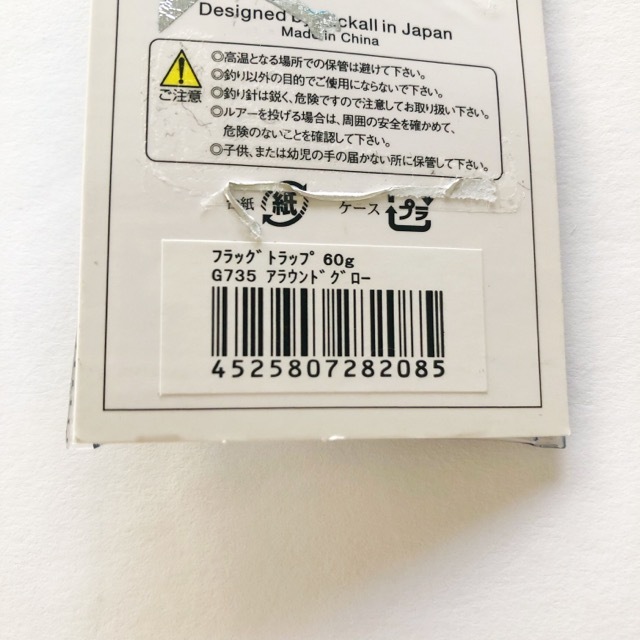 Designed by ckall in Japan
Made in China
ご注意
◎高温となる場所での保管は避けて下さい。
◎釣り以外の目的でご使用にならないで下さい。
◎釣り針は鋭く、危険ですので注意してお取り扱い下さい。
◎ルアーを投げる場合は、周囲の安全を確かめて、
危険のないことを確認して下さい。
◎子供、または幼児の手の届かない所に保管して下さい。
紙 紙 ケース プラ
フラッグトラップ 60g
G735 アラウンドグロー
4525807282085